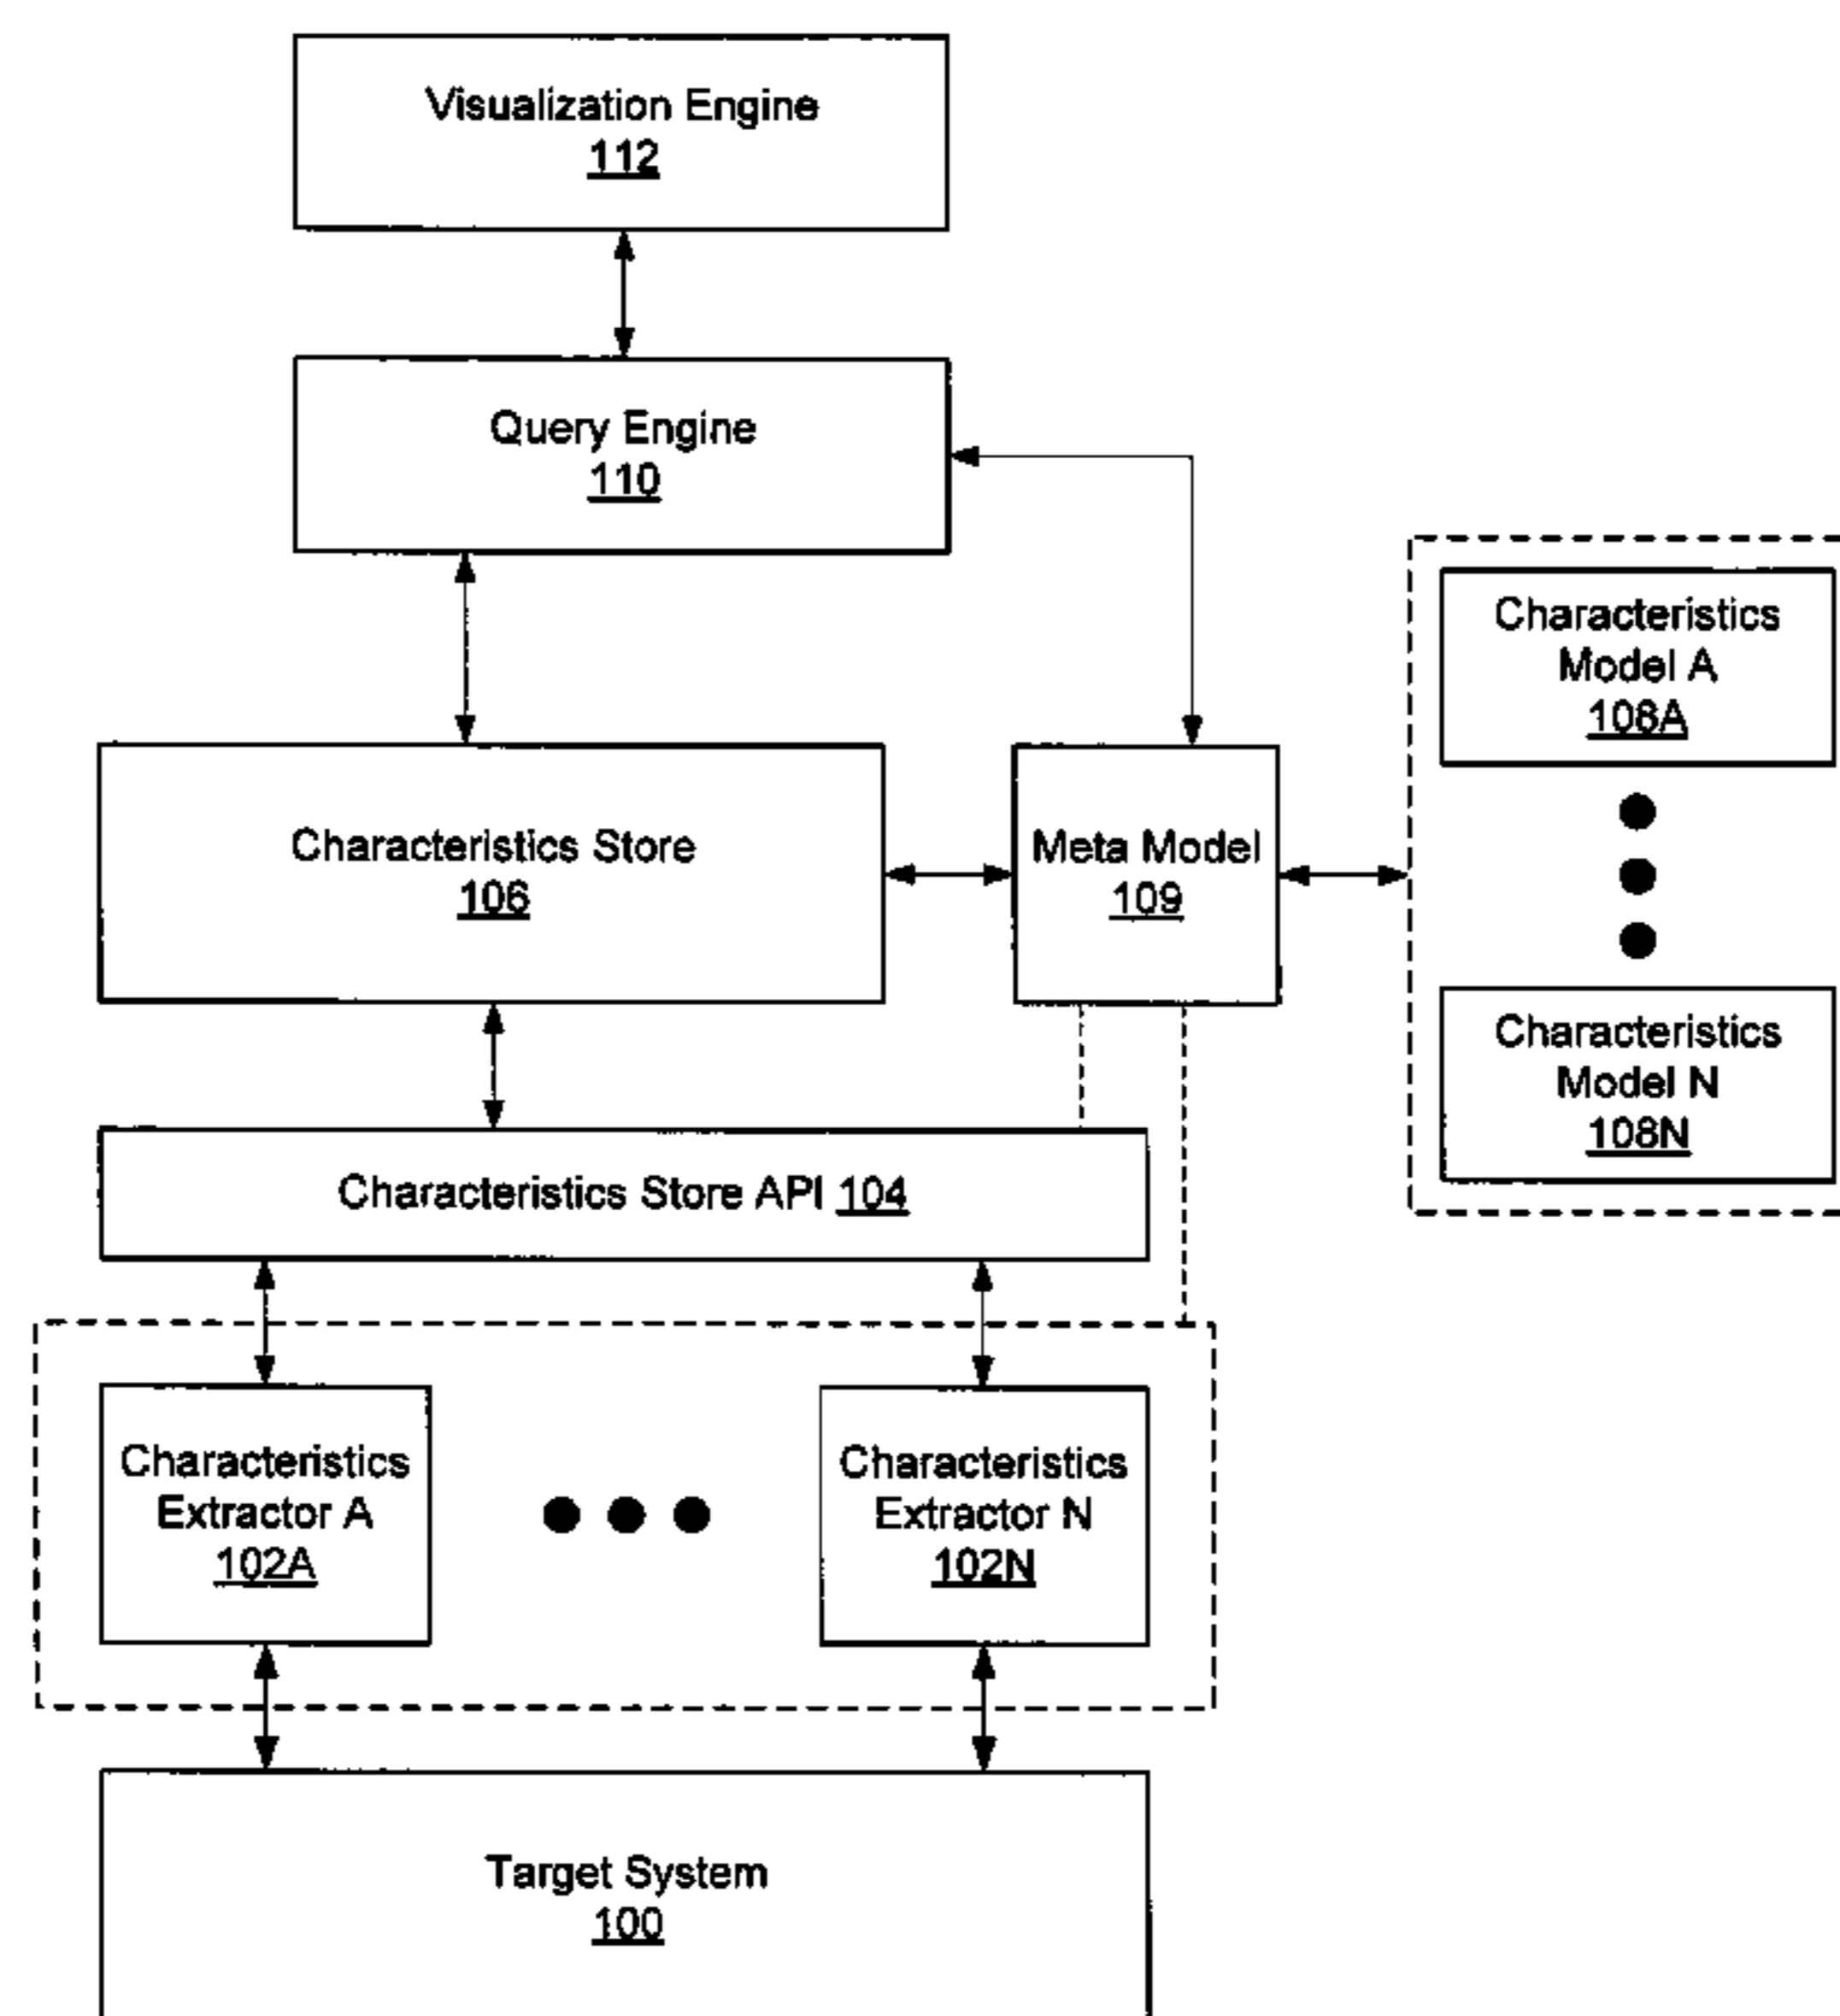 Visualization Engine
112
Query Engine
110
Characteristics
Model A
108A
Characteristics Store
106
Meta Model
109
Characteristics
Model N
108N
Characteristics Store API 104
Characteristics
Extractor A
102A
Characteristics
Extractor N
102N
Target System
100